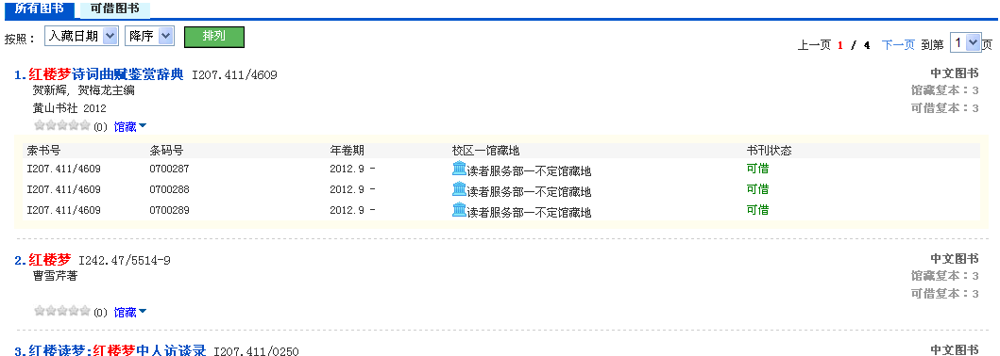 所有图书 可借图书
按照： 入藏日期 降序 排列
上一页 1 / 4 下一页 到第 1 页
1.红楼梦诗词曲赋鉴赏辞典 I207.411/4609 中文图书
贺新辉, 贺梅龙主编 馆藏复本：3
黄山书社 2012 可借复本：3
(0) 馆藏
索书号 条码号 年卷期 校区—馆藏地 书刊状态
I207.411/4609 0700287 2012.9 - 读者服务部—不定馆藏地 可借
I207.411/4609 0700288 2012.9 - 读者服务部—不定馆藏地 可借
I207.411/4609 0700289 2012.9 - 读者服务部—不定馆藏地 可借
2.红楼梦 I242.47/5514-9 中文图书
曹雪芹著 馆藏复本：3
可借复本：3
(0) 馆藏
3.红楼读梦:红楼梦中人访谈录 I207.411/0250 中文图书